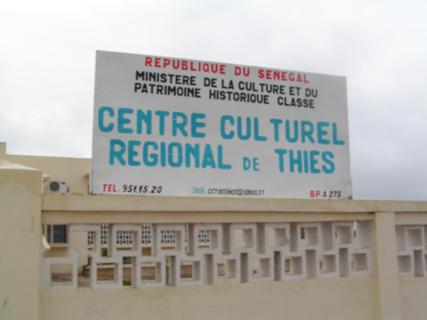 REPUBLIQUE DU SENEGAL
MINISTERE DE LA CULTURE ET DU
PATRIMOINE HISTORIQUE CLASSE
CENTRE CULTUREL
REGIONAL DE THIES
TEL. 951.15.20 Email. B.P. A 275